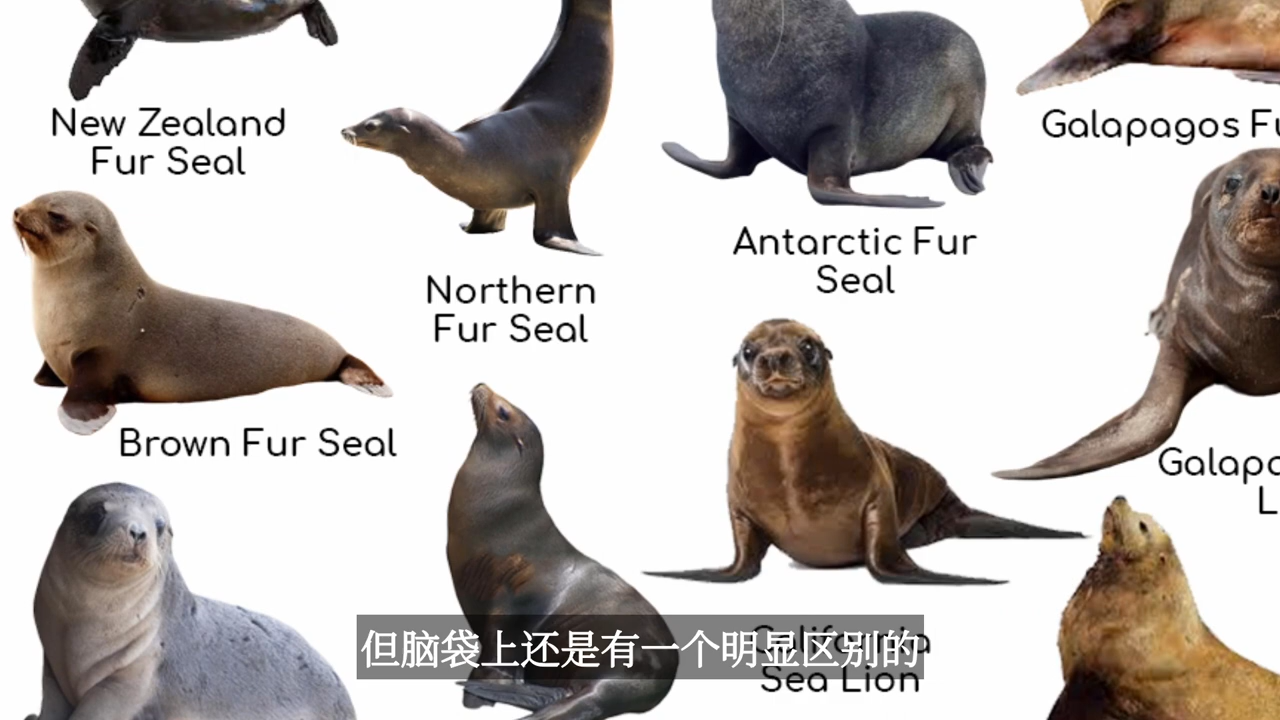 New Zealand
Fur Seal
Galapagos Fu
Antarctic Fur
Seal
Northern
Fur Seal
Brown Fur Seal
Galapa
L
California
Sea Lion
但脑袋上还是有一个明显区别的